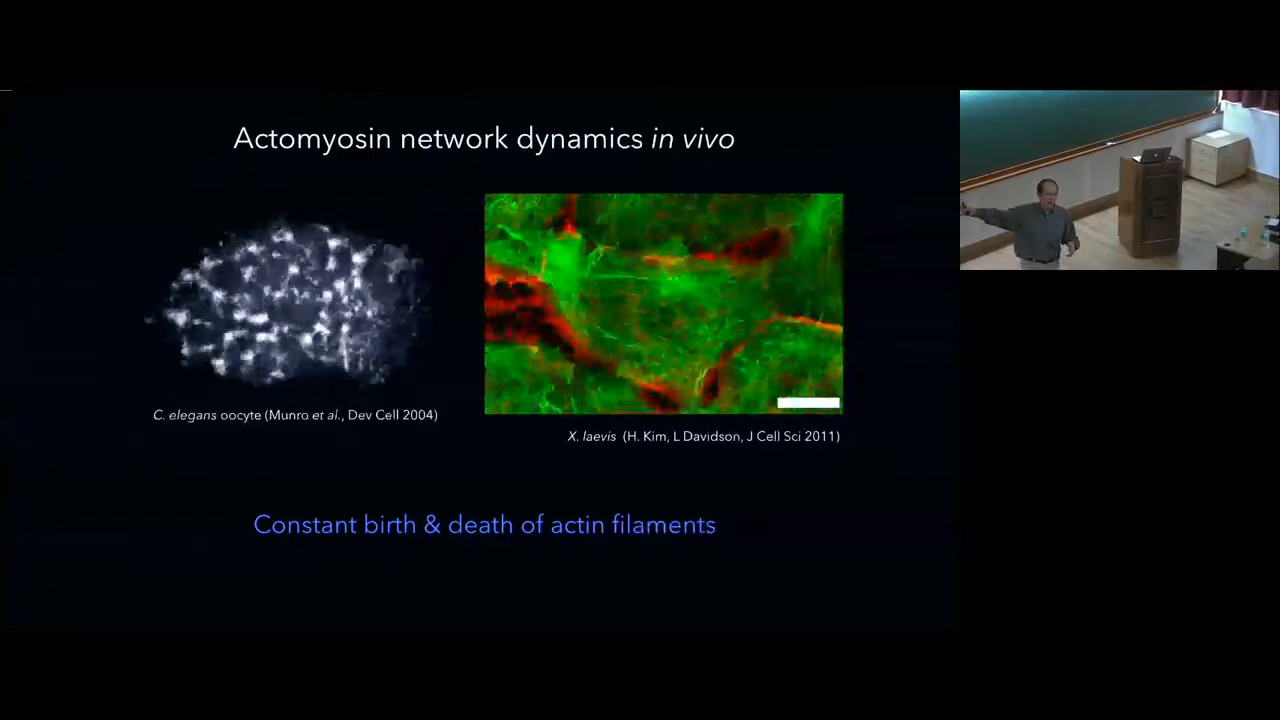 Actomyosin network dynamics in vivo
C. elegans oocyte (Munro et al., Dev Cell 2004)
X. laevis (H. Kim, L Davidson, J Cell Sci 2011)
Constant birth & death of actin filaments